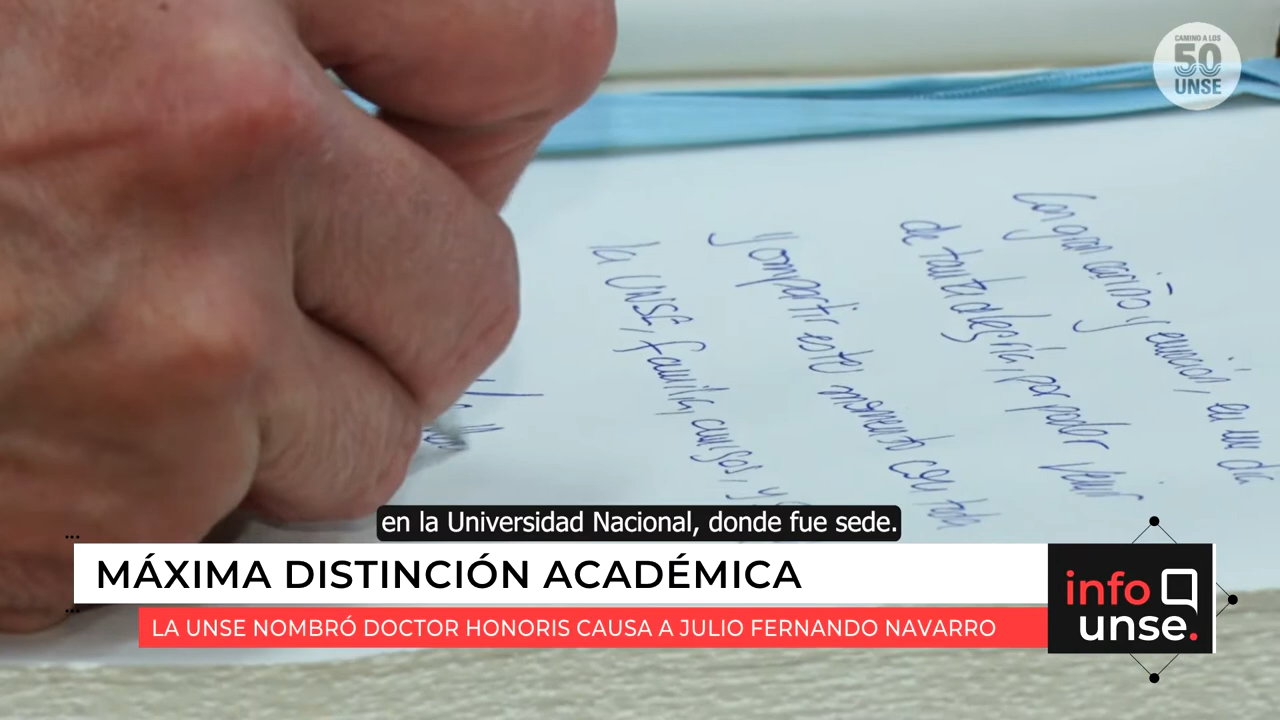 CAMINO A LOS
50
UNSE
Con gran cariño y emoción, en un día
de tanta alegría, por poder venir
y compartir este momento con toda
la UNSE, familia, amigos, y
en la Universidad Nacional, donde fue sede.
MÁXIMA DISTINCIÓN ACADÉMICA
LA UNSE NOMBRÓ DOCTOR HONORIS CAUSA A JULIO FERNANDO NAVARRO
info
unse.